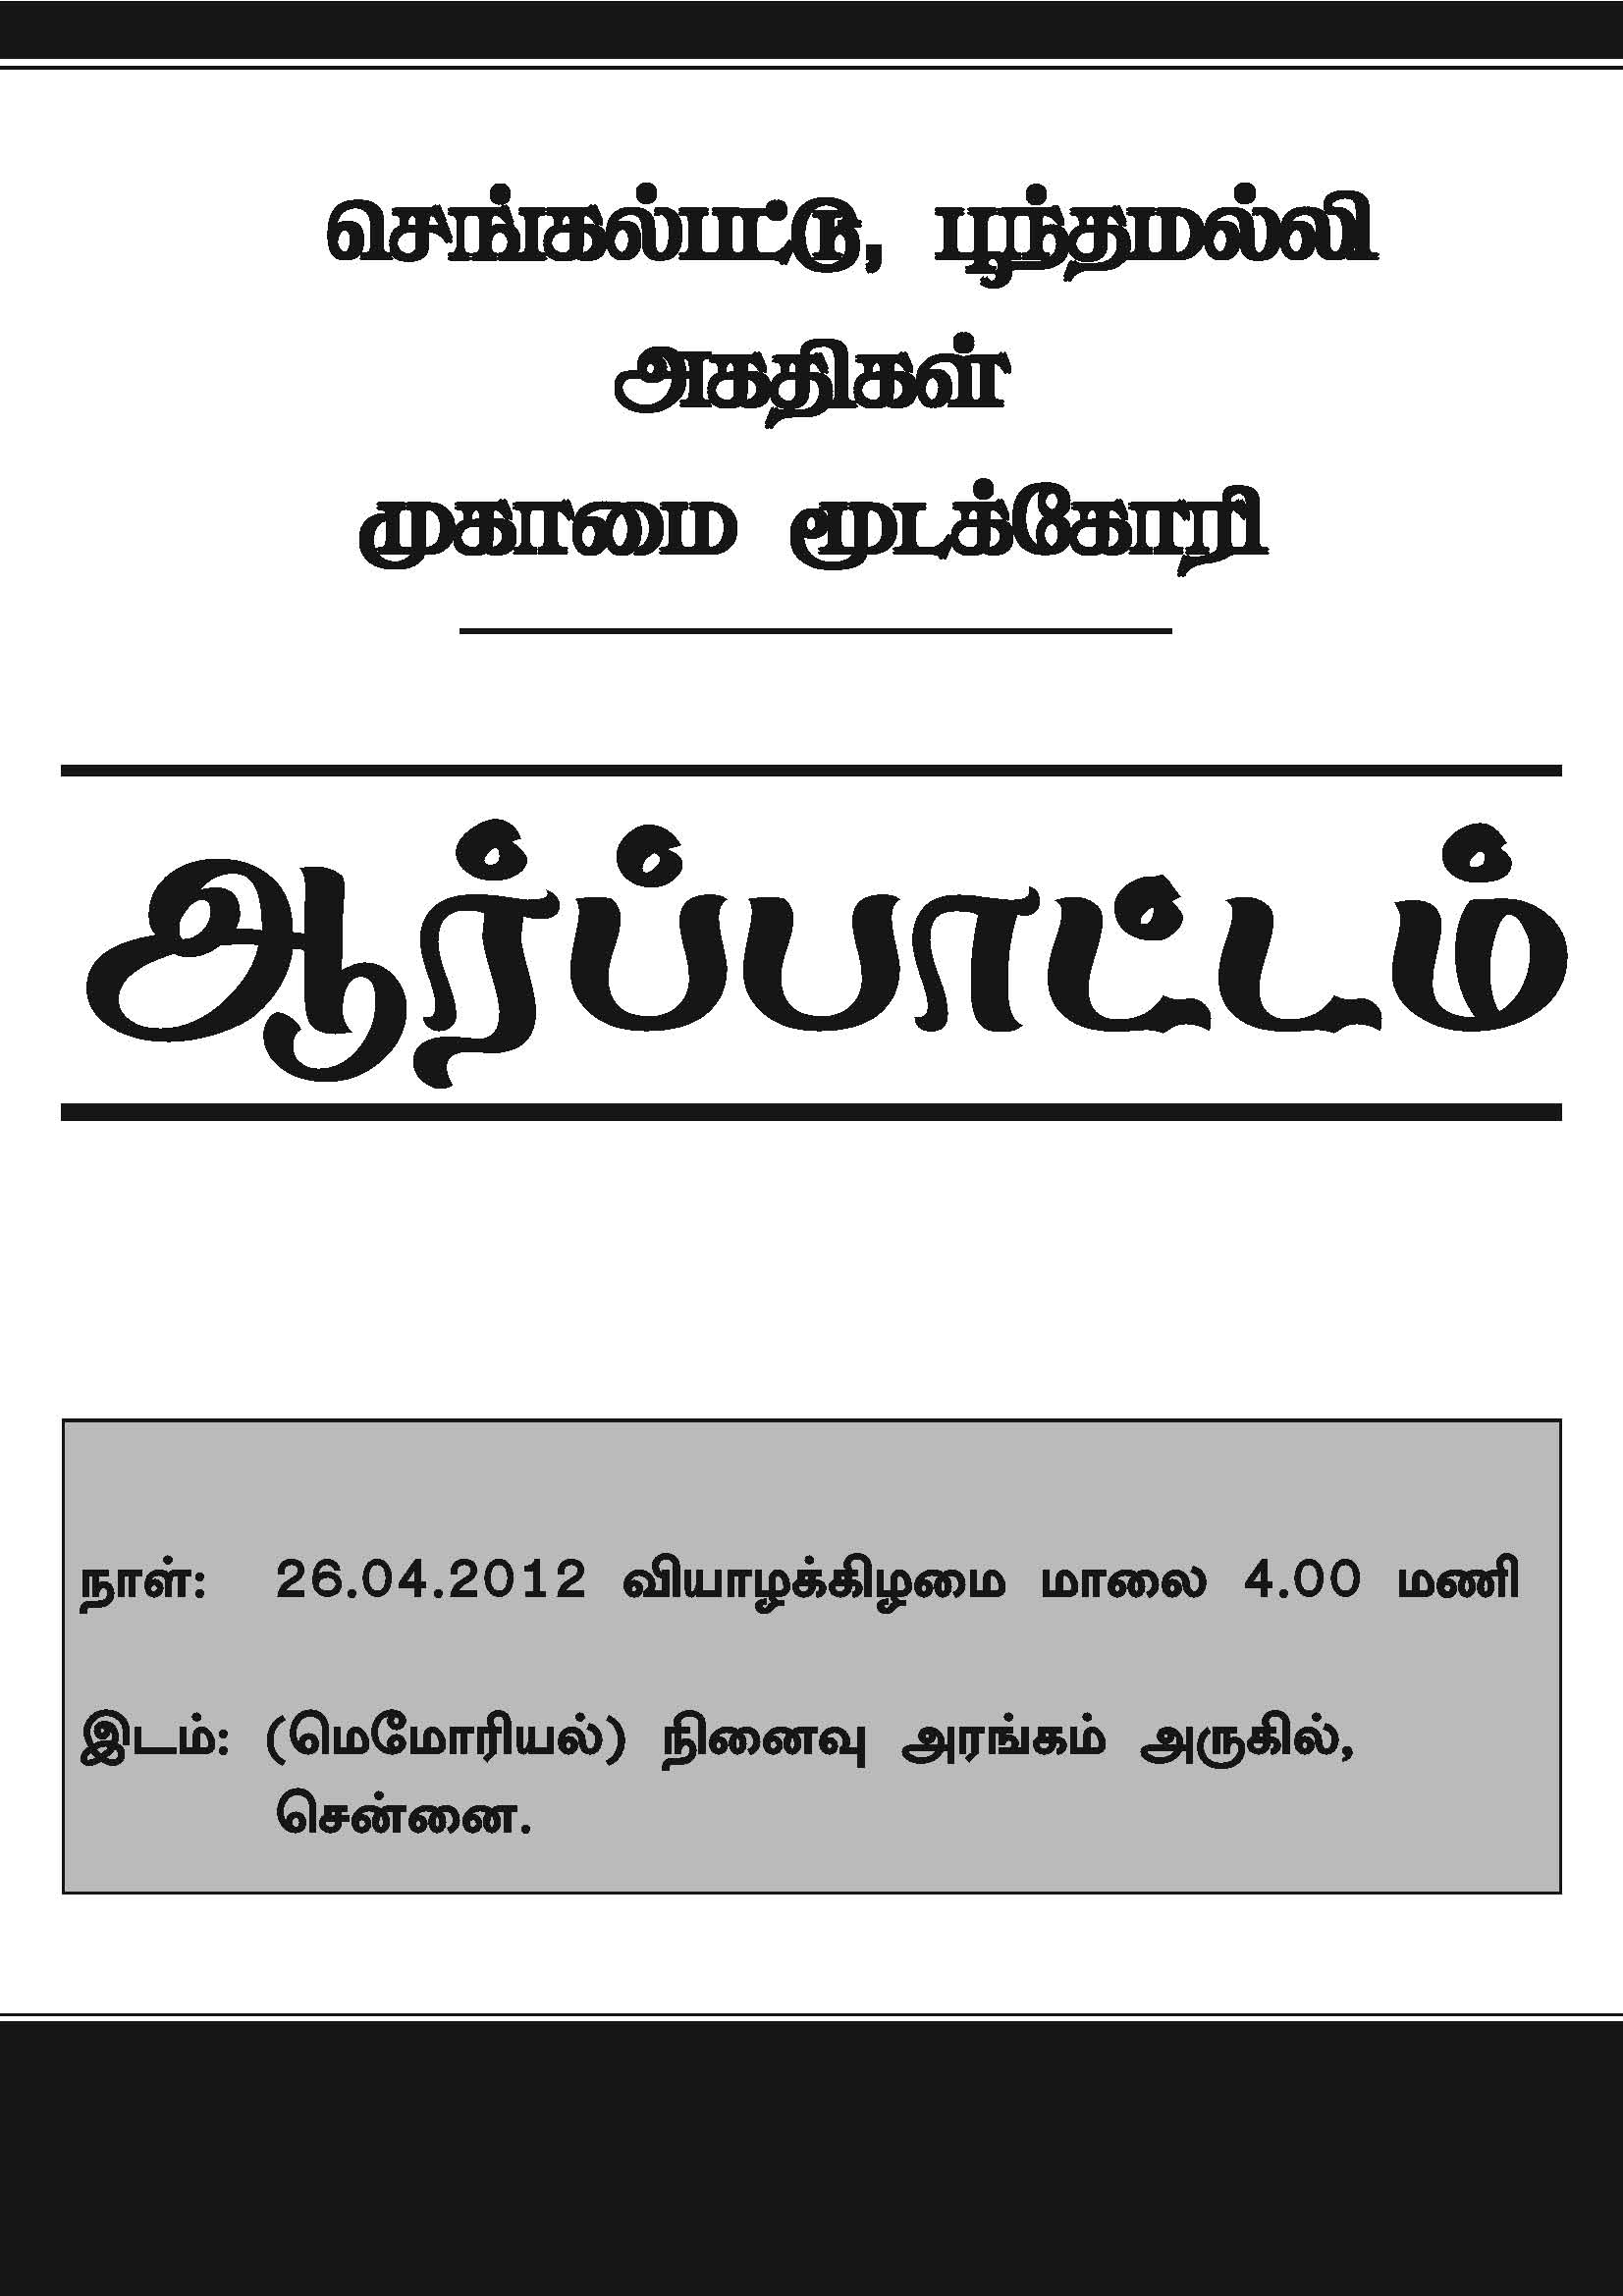 செங்கல்பட்டு, பூந்தமல்லி
அகதிகள்
முகாமை மூடக்கோரி
ஆர்ப்பாட்டம்
நாள்: 26.04.2012 வியாழக்கிழமை மாலை 4.00 மணி
இடம்: (மெமோரியல்) நினைவு அரங்கம் அருகில்,
சென்னை.